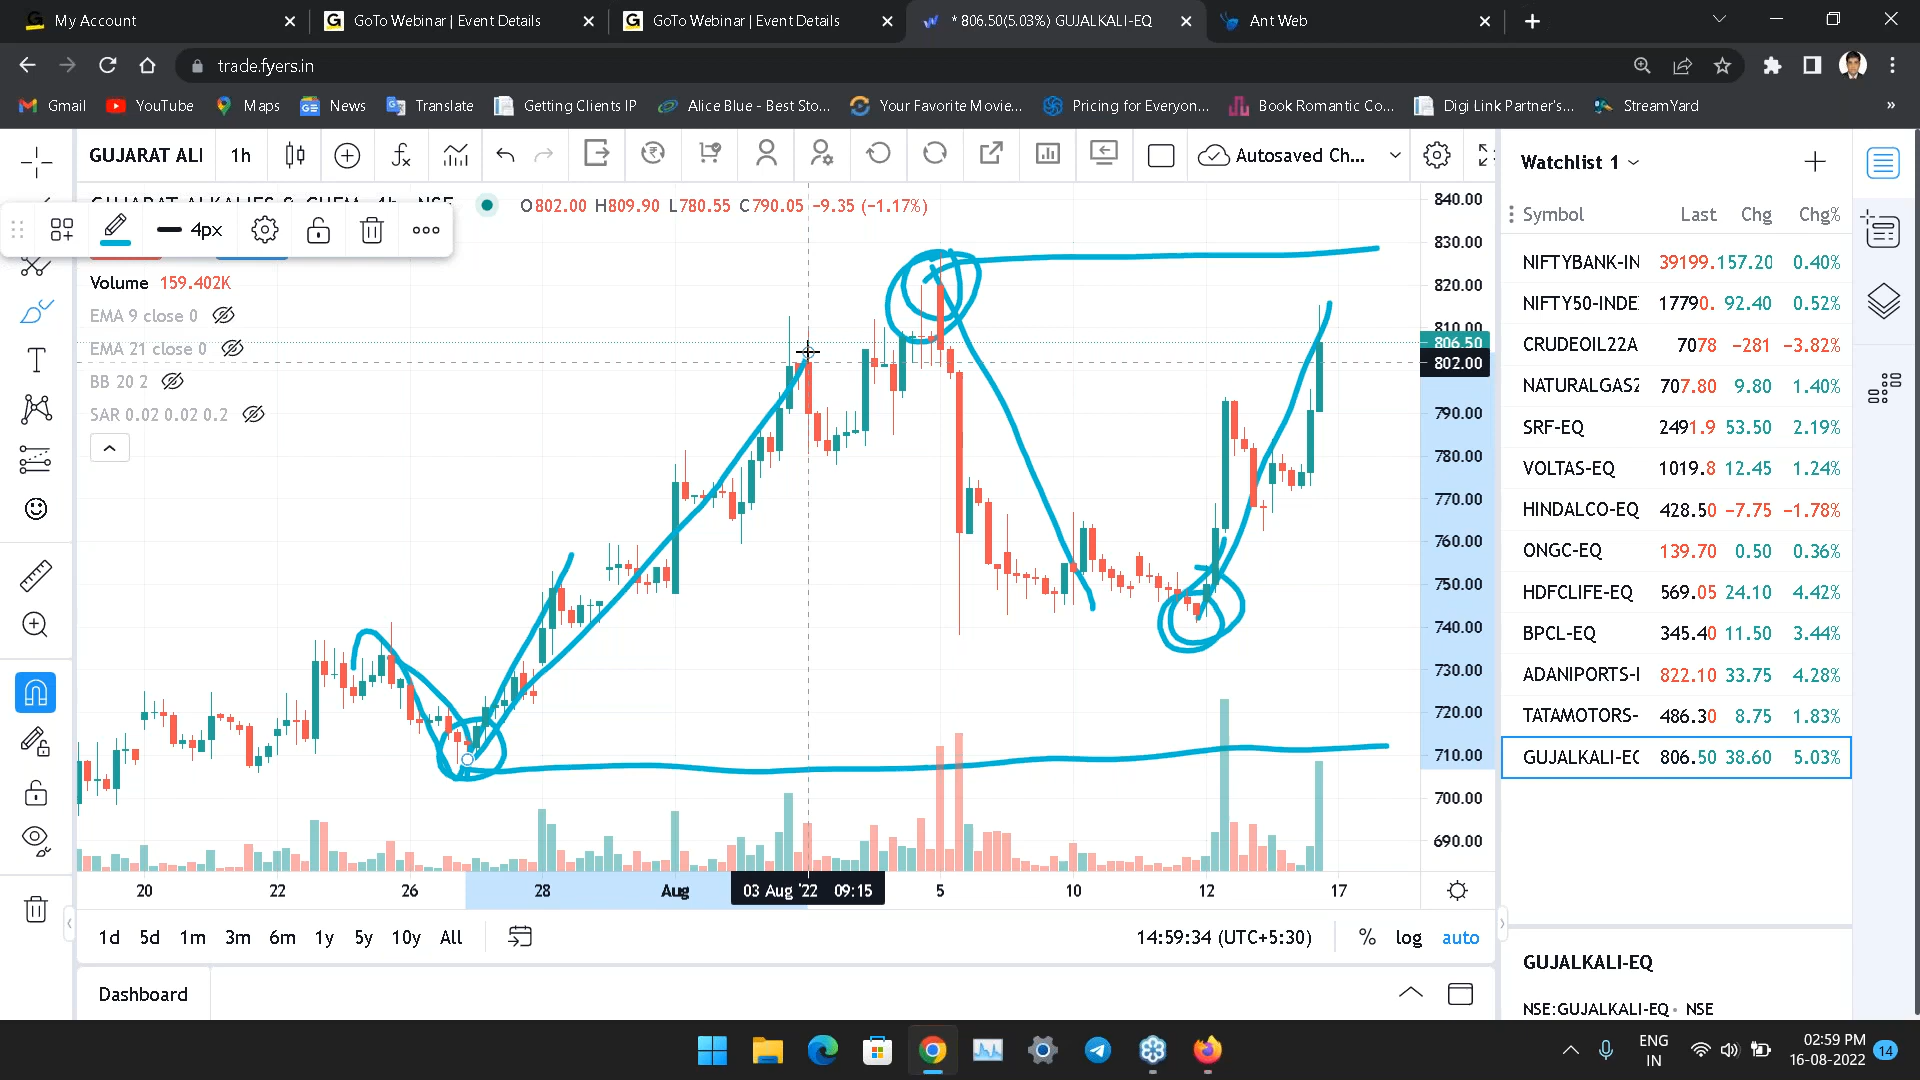 My Account
GoTo Webinar | Event Details
GoTo Webinar | Event Details
* 806.50(5.03%) GUJALKALI-EQ
Ant Web
trade.fyers.in
Gmail
YouTube
Maps
News
Translate
Getting Clients IP
Alice Blue - Best Sto...
Your Favorite Movie...
Pricing for Everyon...
Book Romantic Co...
Digi Link Partner's...
StreamYard
»
GUJARAT ALI
1h
Autosaved Ch...
O802.00 H809.90 L780.55 C790.05 -9.35 (-1.17%)
4px
Volume 159.402K
EMA 9 close 0
EMA 21 close 0
BB 20 2
SAR 0.02 0.02 0.2
840.00
830.00
820.00
810.00
806.50
802.00
790.00
780.00
770.00
760.00
750.00
740.00
730.00
720.00
710.00
700.00
690.00
20
22
26
28
Aug
03 Aug '22 09:15
5
10
12
17
1d 5d 1m 3m 6m 1y 5y 10y All
14:59:34 (UTC+5:30)
% log auto
Dashboard
Watchlist 1
Symbol Last Chg Chg%
NIFTYBANK-IN 39199. 157.20 0.40%
NIFTY50-INDE 17790. 92.40 0.52%
CRUDEOIL22A 7078 -281 -3.82%
NATURALGAS2 707.80 9.80 1.40%
SRF-EQ 2491.9 53.50 2.19%
VOLTAS-EQ 1019.8 12.45 1.24%
HINDALCO-EQ 428.50 -7.75 -1.78%
ONGC-EQ 139.70 0.50 0.36%
HDFCLIFE-EQ 569.05 24.10 4.42%
BPCL-EQ 345.40 11.50 3.44%
ADANIPORTS-I 822.10 33.75 4.28%
TATAMOTORS- 486.30 8.75 1.83%
GUJALKALI-EQ 806.50 38.60 5.03%
GUJALKALI-EQ
NSE:GUJALKALI-EQ • NSE
ENG
IN
02:59 PM
16-08-2022
14